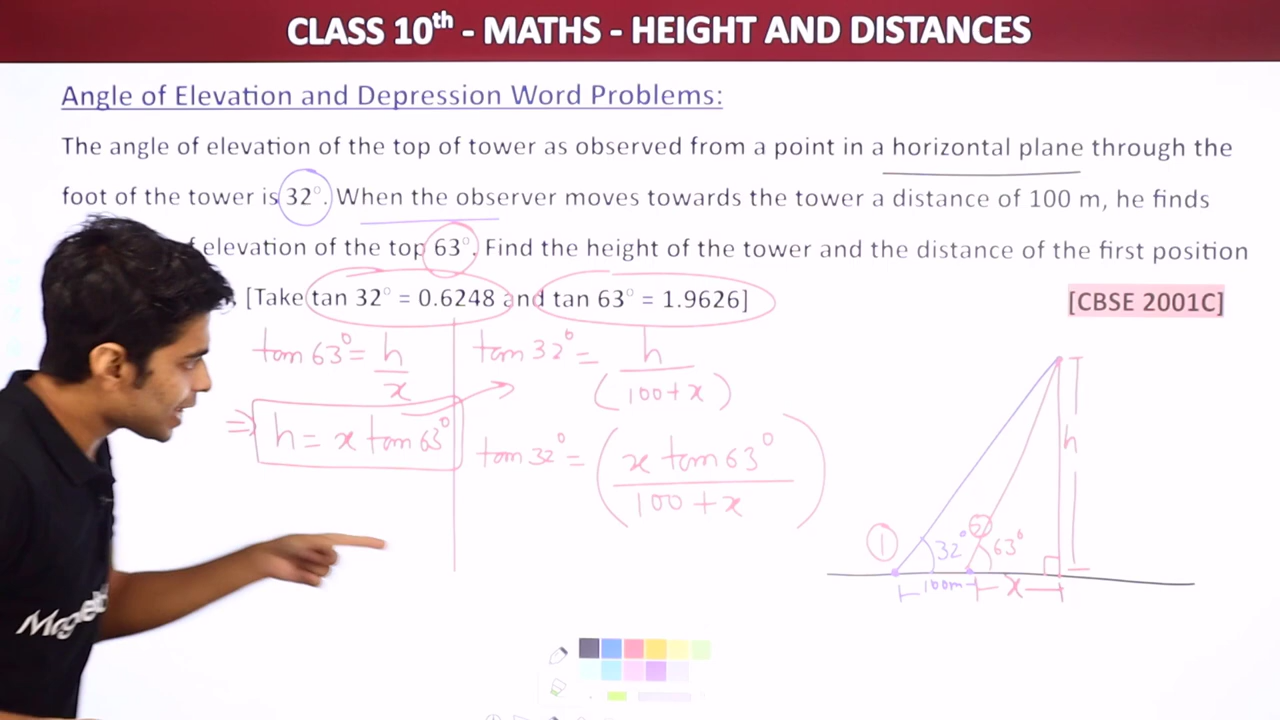 CLASS 10th - MATHS - HEIGHT AND DISTANCES
Angle of Elevation and Depression Word Problems:
The angle of elevation of the top of tower as observed from a point in a horizontal plane through the
foot of the tower is 32°. When the observer moves towards the tower a distance of 100 m, he finds
elevation of the top 63°. Find the height of the tower and the distance of the first position
[Take tan 32° = 0.6248 and tan 63° = 1.9626]
[CBSE 2001C]
tan 63° = h/x
tan 32° = h/(100+x)
⇒ h = x tan 63°
tan 32° = (x tan 63°/100 + x)
h
1
2
32°
63°
100m
x